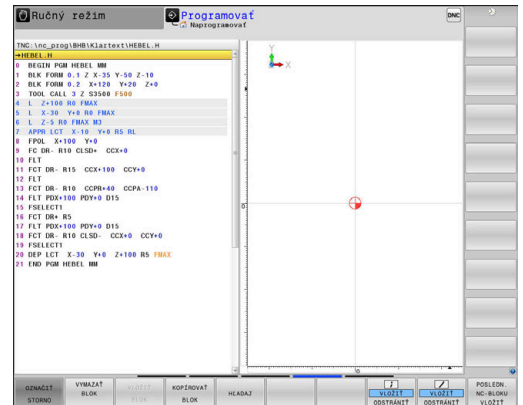 Ručný režim
Programovať
Naprogramovať
DNC
TNC:\nc_prog\BHB\Klartext\HEBEL.H
→HEBEL.H
0 BEGIN PGM HEBEL MM
1 BLK FORM 0.1 Z X-35 Y-50 Z-10
2 BLK FORM 0.2 X+120 Y+20 Z+0
3 TOOL CALL 3 Z S3500 F500
4 L Z+100 R0 FMAX
5 L X-30 Y+0 R0 FMAX
6 L Z-5 R0 FMAX M3
7 APPR LCT X-10 Y+0 R5 RL
8 FPOL X+100 Y+0
9 FC DR- R10 CLSD+ CCX+0
10 FLT
11 FCT DR- R15 CCX+100 CCY+0
12 FLT
13 FCT DR- R10 CCPR+40 CCPA-110
14 FLT PDX+100 PDY+0 D15
15 FSELECT1
16 FCT DR+ R5
17 FLT PDX+100 PDY+0 D15
18 FCT DR- R10 CLSD- CCX+0 CCY+0
19 FSELECT1
20 DEP LCT X-30 Y+0 Z+100 R5 FMAX
21 END PGM HEBEL MM
Y
X
0
0
OZNAČIŤ
STORNO
VYMAZAŤ
BLOK
VLOŽIŤ
BLOK
KOPÍROVAŤ
BLOK
HĽADAJ
VLOŽIŤ
ODSTRÁNIŤ
VLOŽIŤ
ODSTRÁNIŤ
POSLEDN.
NC-BLOKU
VLOŽIŤ